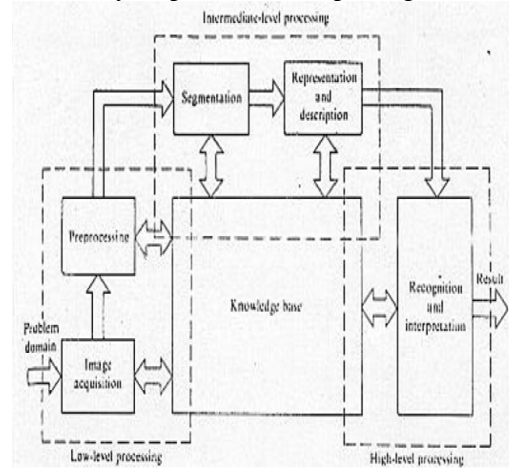 Intermediate-level processing
Segmentation
Representation
and
description
Preprocessing
Knowledge base
Recognition
and
interpretation
Result
Problem
domain
Image
acquisition
Low-level processing
High-level processing